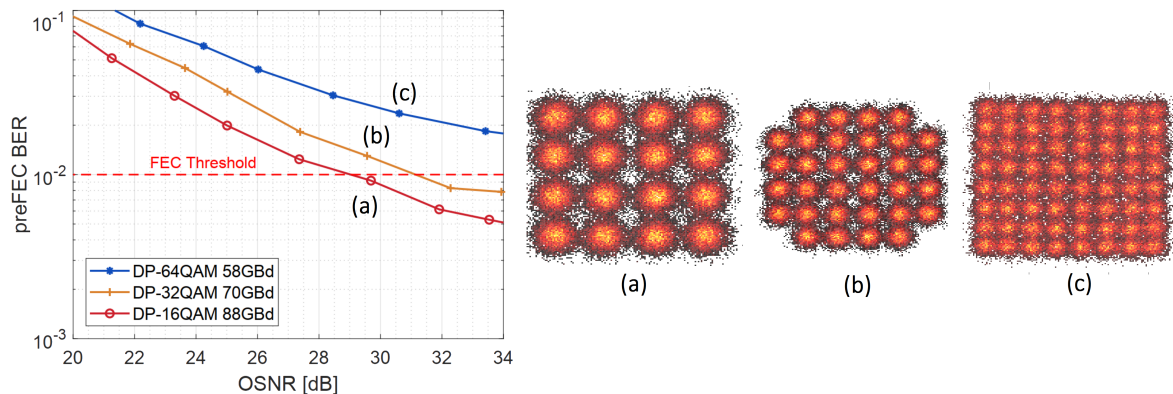 preFEC BER
10^-1
10^-2
10^-3
FEC Threshold
(c)
(b)
(a)
DP-64QAM 58GBd
DP-32QAM 70GBd
DP-16QAM 88GBd
20 22 24 26 28 30 32 34
OSNR [dB]
(a) (b) (c)